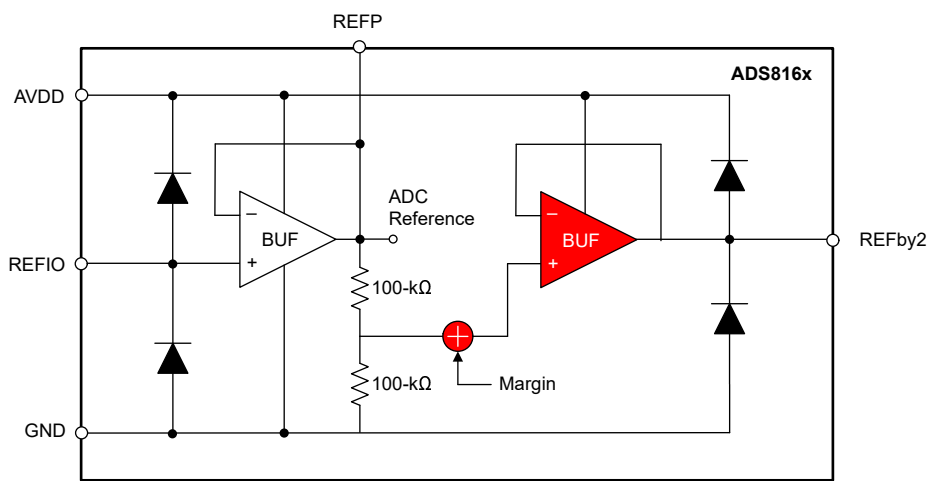 REFP
ADS816x
AVDD
ADC
Reference
−
BUF
+
−
BUF
+
REFIO
REFby2
100-kΩ
+
Margin
100-kΩ
GND